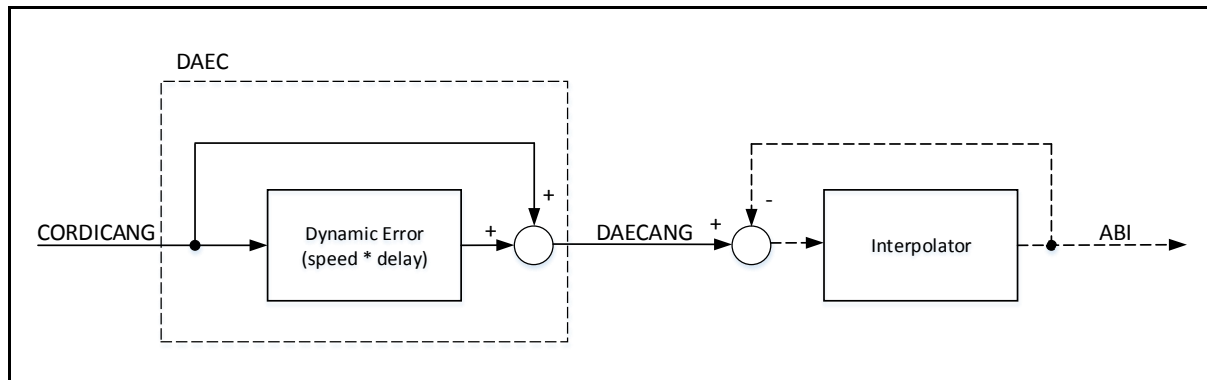 DAEC
CORDICANG
Dynamic Error
(speed * delay)
+
+
DAECANG
+
-
Interpolator
ABI